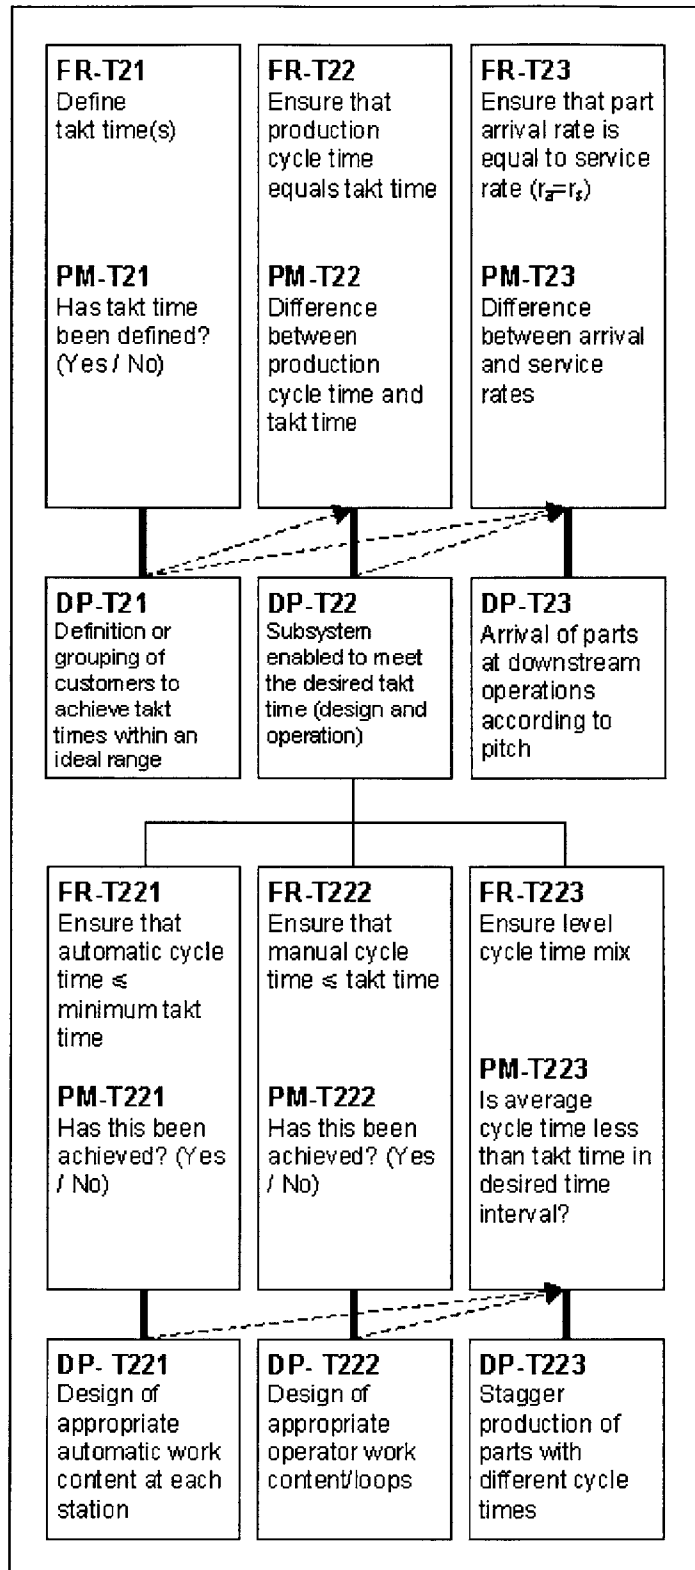 FR-T21
Define
takt time(s)
PM-T21
Has takt time
been defined?
(Yes / No)
FR-T22
Ensure that
production
cycle time
equals takt time
PM-T22
Difference
between
production
cycle time and
takt time
FR-T23
Ensure that part
arrival rate is
equal to service
rate (ra=rs)
PM-T23
Difference
between arrival
and service
rates
DP-T21
Definition or
grouping of
customers to
achieve takt
times within an
ideal range
DP-T22
Subsystem
enabled to meet
the desired takt
time (design and
operation)
DP-T23
Arrival of parts
at downstream
operations
according to
pitch
FR-T221
Ensure that
automatic cycle
time ≤
minimum takt
time
PM-T221
Has this been
achieved? (Yes
/ No)
FR-T222
Ensure that
manual cycle
time ≤ takt time
PM-T222
Has this been
achieved? (Yes
/ No)
FR-T223
Ensure level
cycle time mix
PM-T223
Is average
cycle time less
than takt time in
desired time
interval?
DP- T221
Design of
appropriate
automatic work
content at each
station
DP- T222
Design of
appropriate
operator work
content/loops
DP-T223
Stagger
production of
parts with
different cycle
times